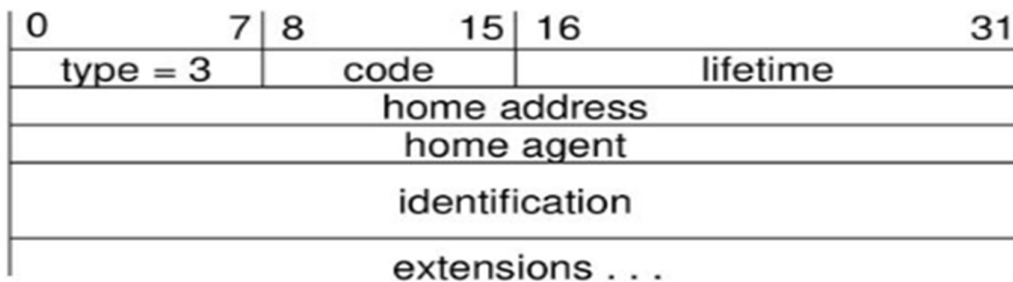 0 7 8 15 16 31
type = 3 code lifetime
home address
home agent
identification
extensions . . .